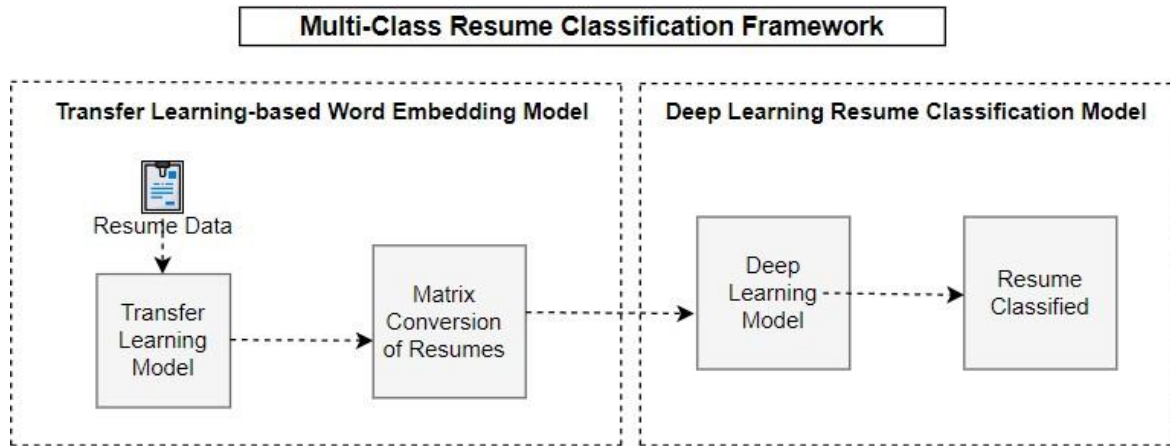 Multi-Class Resume Classification Framework
Transfer Learning-based Word Embedding Model
Resume Data
Transfer
Learning
Model
Matrix
Conversion
of Resumes
Deep Learning Resume Classification Model
Deep
Learning
Model
Resume
Classified